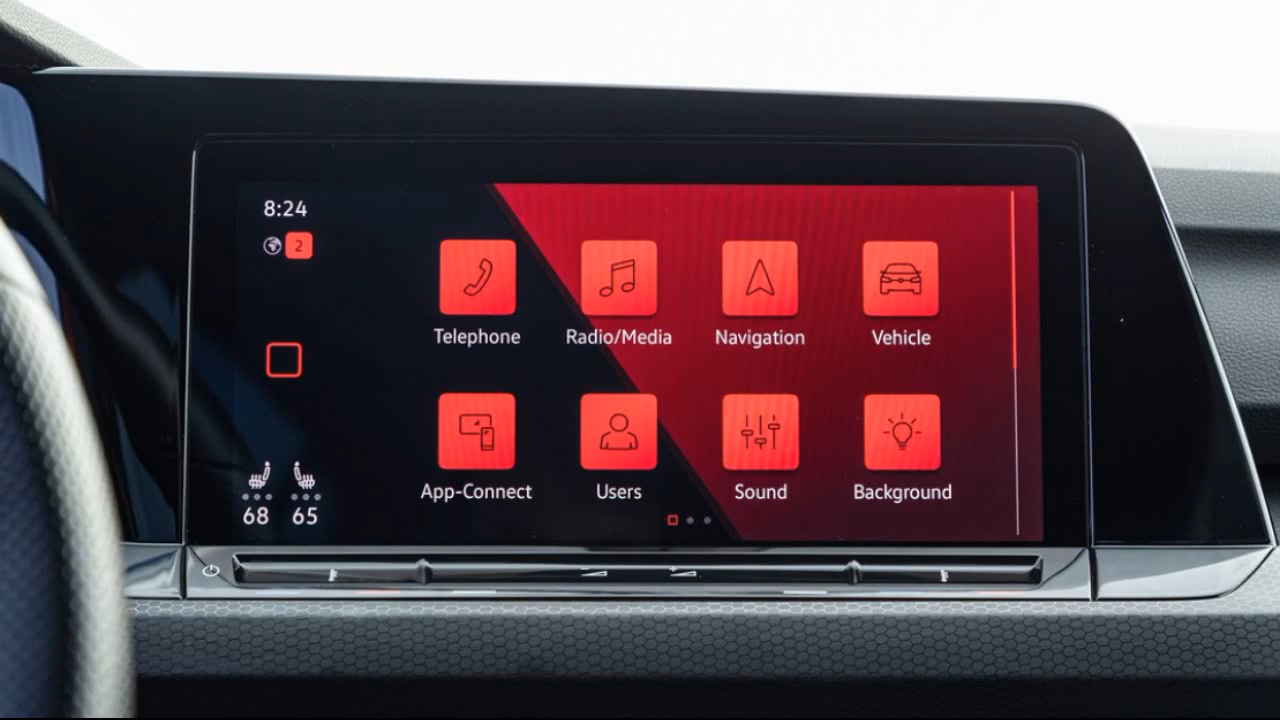 8:24
2
Telephone
Radio/Media
Navigation
Vehicle
App-Connect
Users
Sound
Background
68 65